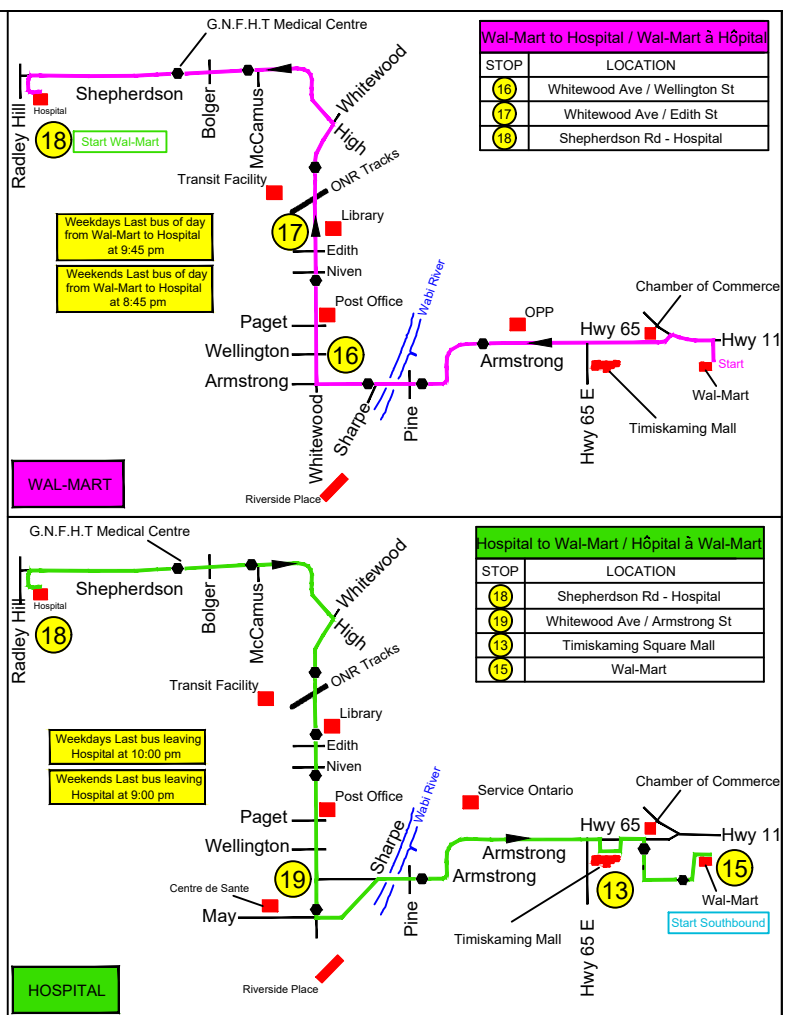 G.N.F.H.T Medical Centre
Wal-Mart to Hospital / Wal-Mart à Hôpital
STOP LOCATION
16 Whitewood Ave / Wellington St
17 Whitewood Ave / Edith St
18 Shepherdson Rd - Hospital
Radley Hill
Hospital
Shepherdson
Bolger
McCamus
Whitewood
High
18
Start Wal-Mart
Transit Facility
ONR Tracks
Library
17
Edith
Niven
Weekdays Last bus of day
from Wal-Mart to Hospital
at 9:45 pm
Weekends Last bus of day
from Wal-Mart to Hospital
at 8:45 pm
Post Office
Wabi River
Paget
Wellington
16
Armstrong
Whitewood
Sharpe
Pine
OPP
Armstrong
Hwy 65
Chamber of Commerce
Hwy 11
Start
Wal-Mart
Timiskaming Mall
Hwy 65 E
Riverside Place
WAL-MART
G.N.F.H.T Medical Centre
Hospital to Wal-Mart / Hôpital à Wal-Mart
STOP LOCATION
18 Shepherdson Rd - Hospital
19 Whitewood Ave / Armstrong St
13 Timiskaming Square Mall
15 Wal-Mart
Radley Hill
Hospital
Shepherdson
Bolger
McCamus
Whitewood
High
18
Transit Facility
ONR Tracks
Library
Edith
Niven
Weekdays Last bus leaving
Hospital at 10:00 pm
Weekends Last bus leaving
Hospital at 9:00 pm
Post Office
Paget
Wellington
Sharpe
Wabi River
19
Centre de Sante
May
Pine
Service Ontario
Armstrong
Armstrong
Hwy 65
Chamber of Commerce
Hwy 11
13
15
Wal-Mart
Start Southbound
Timiskaming Mall
Hwy 65 E
Riverside Place
HOSPITAL